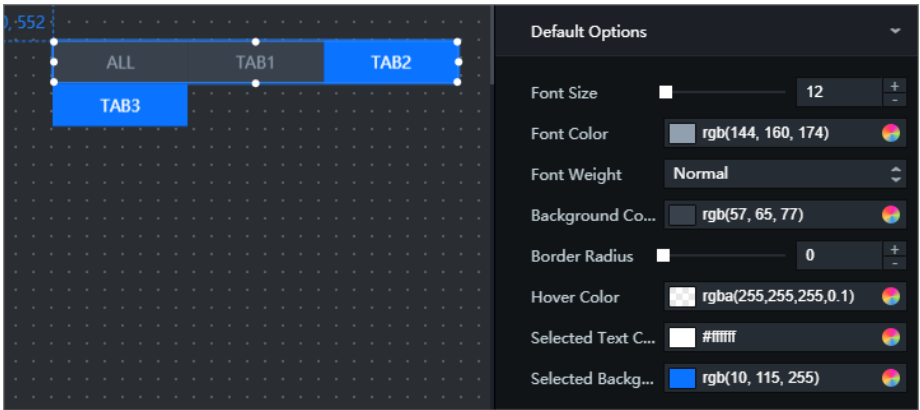 0, 552
ALL TAB1 TAB2
TAB3
Default Options
Font Size 12 + -
Font Color rgb(144, 160, 174)
Font Weight Normal
Background Co... rgb(57, 65, 77)
Border Radius 0 + -
Hover Color rgba(255,255,255,0.1)
Selected Text C... #ffffff
Selected Backg... rgb(10, 115, 255)